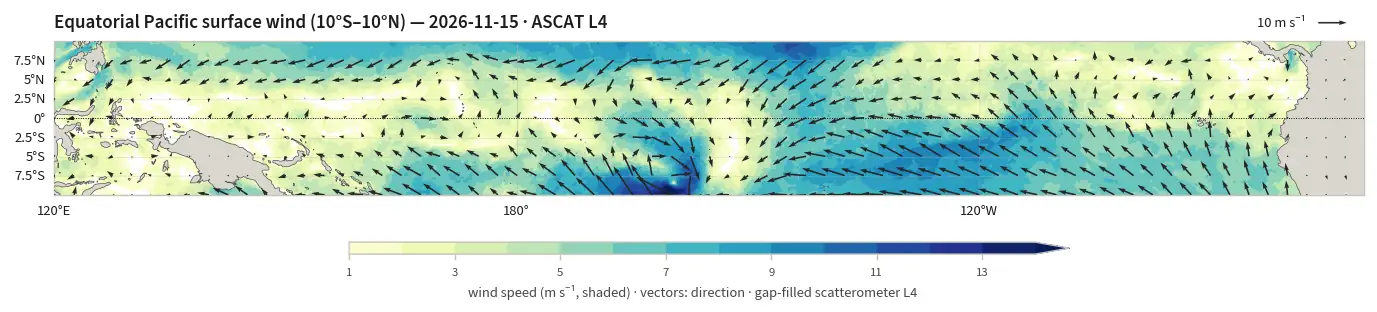 Equatorial Pacific surface wind (10°S–10°N) — 2026-11-15 · ASCAT L4
10 m s⁻¹
7.5°N
5°N
2.5°N
0°
2.5°S
5°S
7.5°S
120°E 180° 120°W
1 3 5 7 9 11 13
wind speed (m s⁻¹, shaded) · vectors: direction · gap-filled scatterometer L4